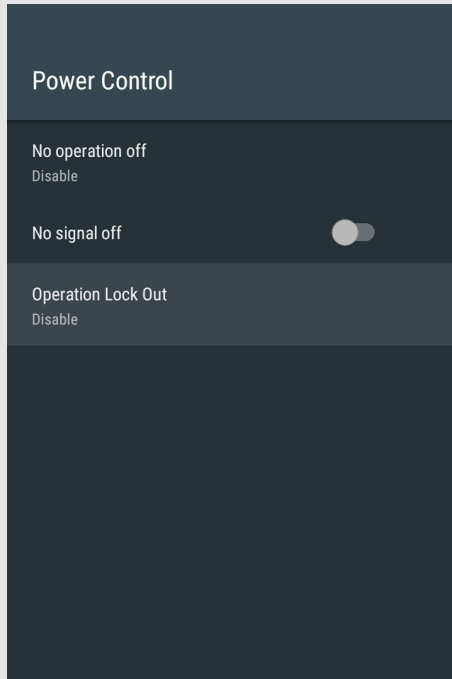 Power Control
No operation off
Disable
No signal off
Operation Lock Out
Disable